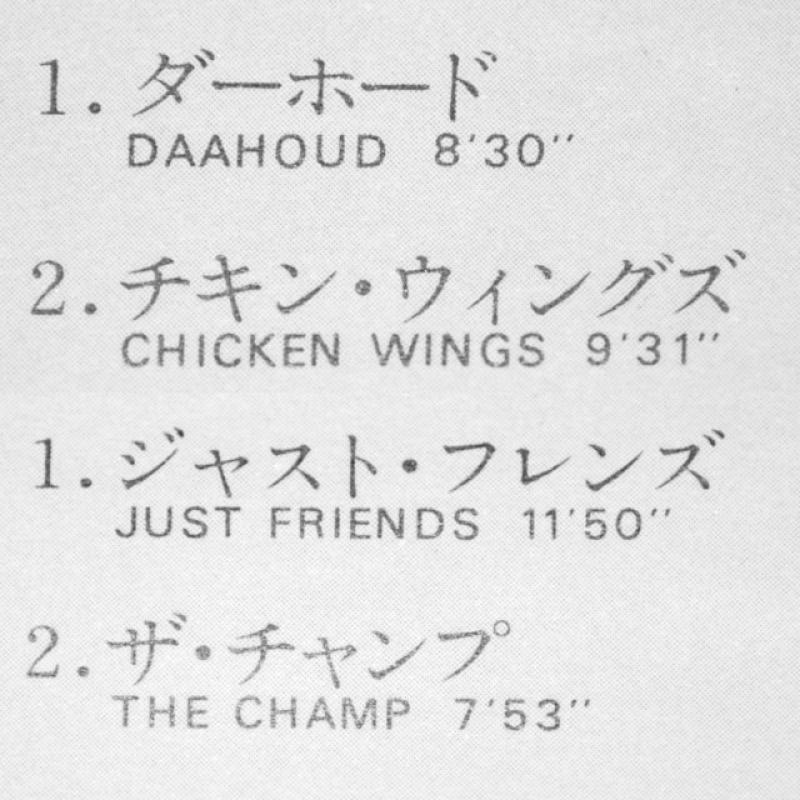 1. ダーホード
DAAHOUD 8'30''
2. チキン・ウィングズ
CHICKEN WINGS 9'31''
1. ジャスト・フレンズ
JUST FRIENDS 11'50''
2. ザ・チャンプ
THE CHAMP 7'53''